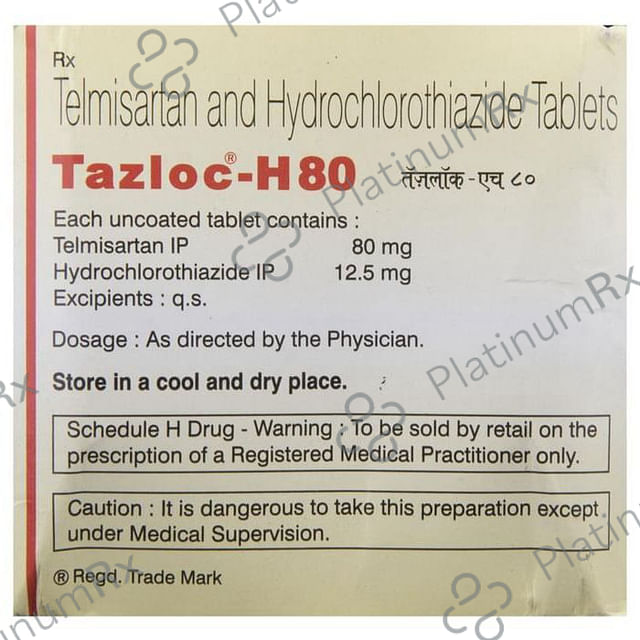 Rx
Telmisartan and Hydrochlorothiazide Tablets
Tazloc®-H 80 तॅज़लॉक - एच ८०
Each uncoated tablet contains :
Telmisartan IP 80 mg
Hydrochlorothiazide IP 12.5 mg
Excipients : q.s.
Dosage : As directed by the Physician.
Store in a cool and dry place.
Schedule H Drug - Warning : To be sold by retail on the
prescription of a Registered Medical Practitioner only.
Caution : It is dangerous to take this preparation except
under Medical Supervision.
® Regd. Trade Mark
PlatinumRx
PlatinumRx
PlatinumRx